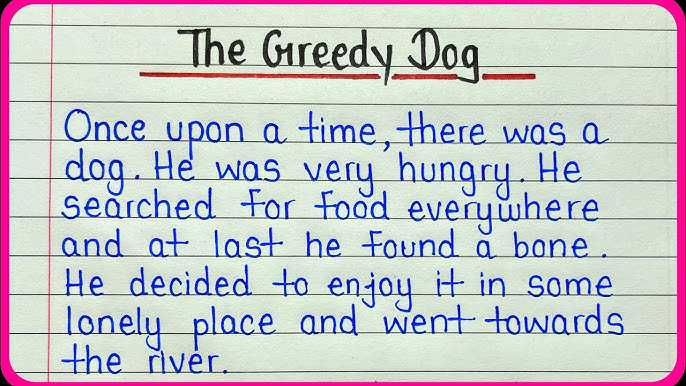 The Greedy Dog
Once upon a time, there was a
dog. He was very hungry. He
searched for food everywhere
and at last he found a bone.
He decided to enjoy it in some
lonely place and went towards
the river.